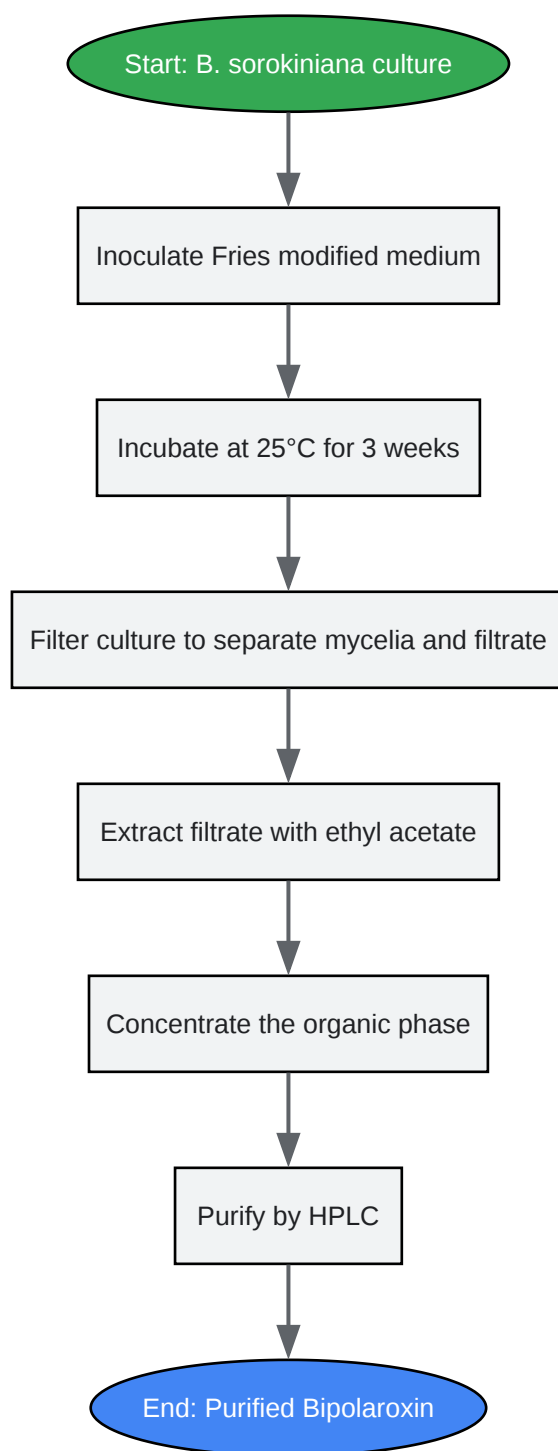 Start: B. sorokiniana culture
Inoculate Fries modified medium
Incubate at 25°C for 3 weeks
Filter culture to separate mycelia and filtrate
Extract filtrate with ethyl acetate
Concentrate the organic phase
Purify by HPLC
End: Purified Bipolaroxin